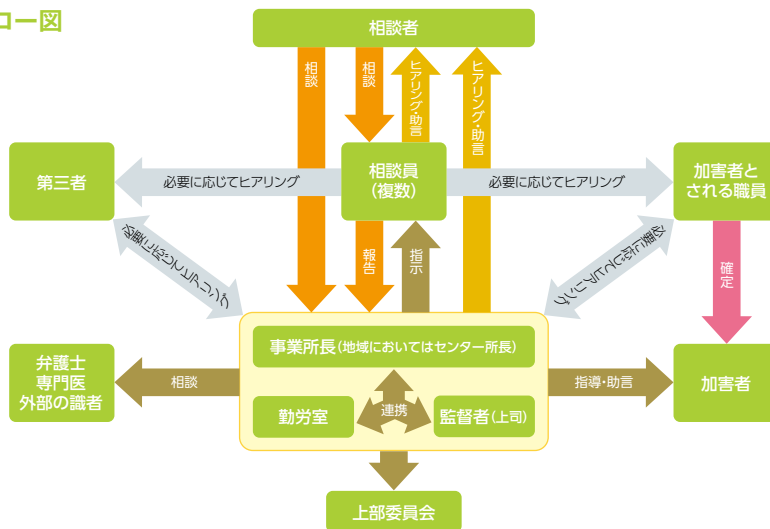 ロー図
相談者
相談
相談
ヒアリング・助言
ヒアリング・助言
第三者
必要に応じてヒアリング
相談員
(複数)
必要に応じてヒアリング
加害者と
される職員
必要に応じてヒアリング
報告
指示
必要に応じてヒアリング
確定
事業所長(地域においてはセンター所長)
弁護士
専門医
外部の識者
相談
連携
勤労室
監督者(上司)
指導・助言
加害者
上部委員会